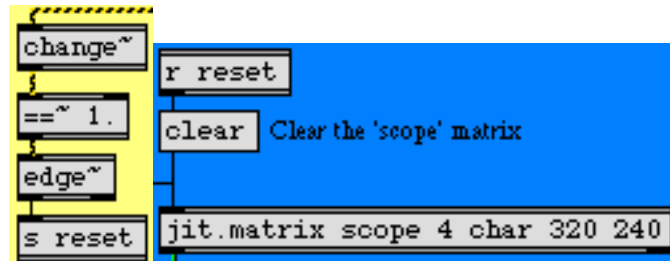 change~
==~ 1.
edge~
s reset
r reset
clear
Clear the 'scope' matrix
jit.matrix scope 4 char 320 240